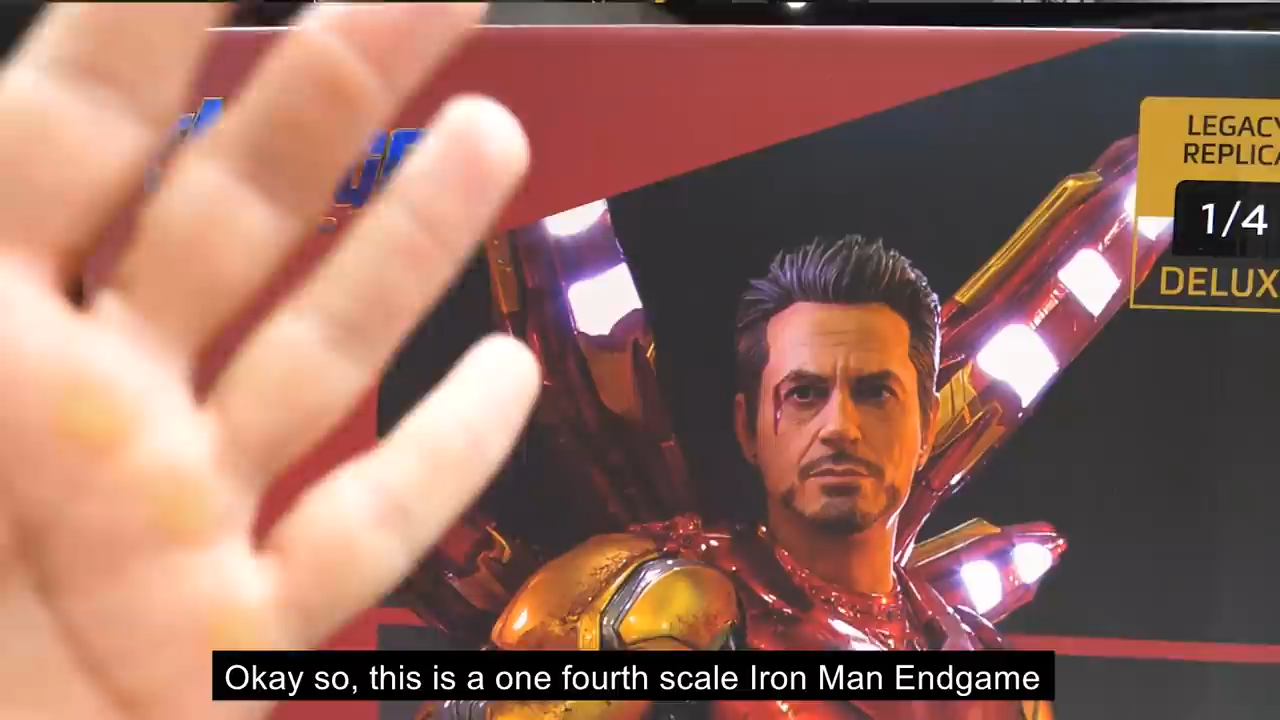 LEGACY
REPLICA
1/4
DELUX
Okay so, this is a one fourth scale Iron Man Endgame